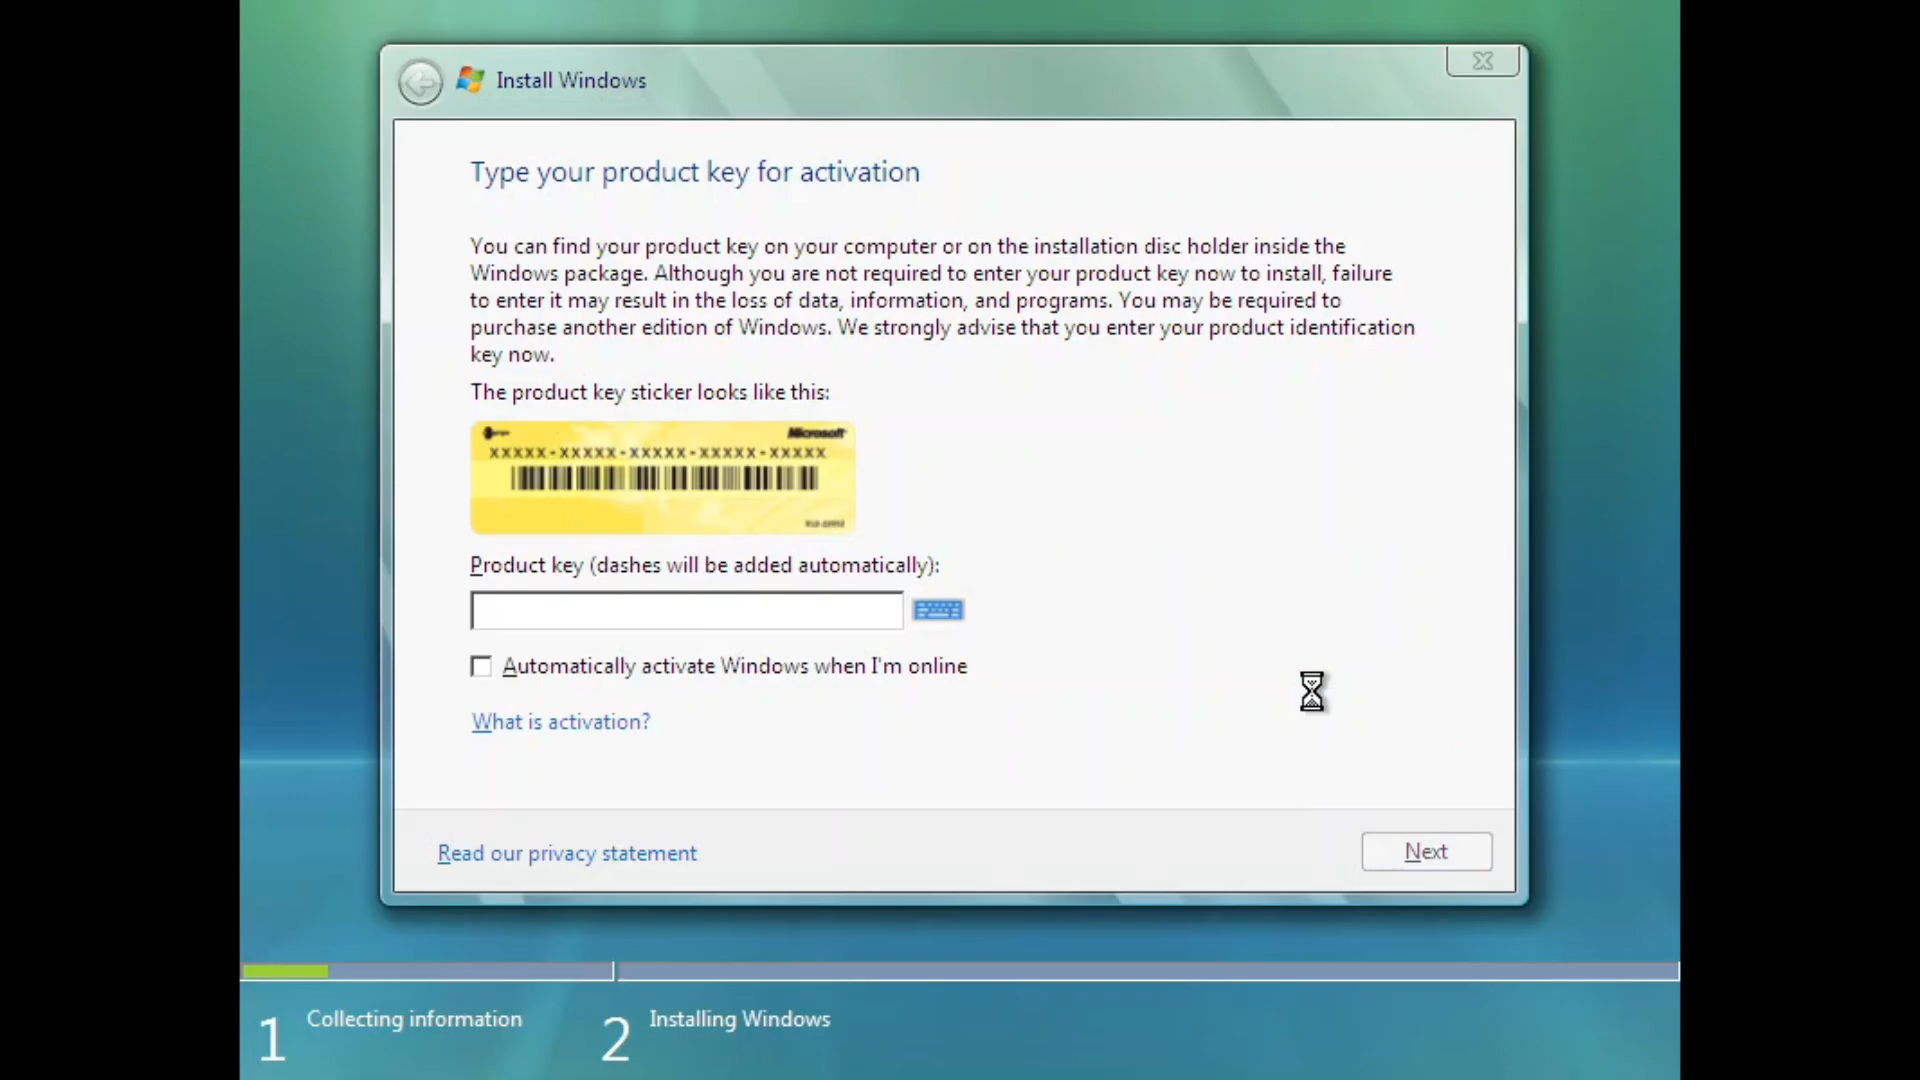 Install Windows
Type your product key for activation
You can find your product key on your computer or on the installation disc holder inside the
Windows package. Although you are not required to enter your product key now to install, failure
to enter it may result in the loss of data, information, and programs. You may be required to
purchase another edition of Windows. We strongly advise that you enter your product identification
key now.
The product key sticker looks like this:
Microsoft
XXXXX-XXXXX-XXXXX-XXXXX-XXXXX
Product key (dashes will be added automatically):
Automatically activate Windows when I'm online
What is activation?
Read our privacy statement
Next
1 Collecting information
2 Installing Windows